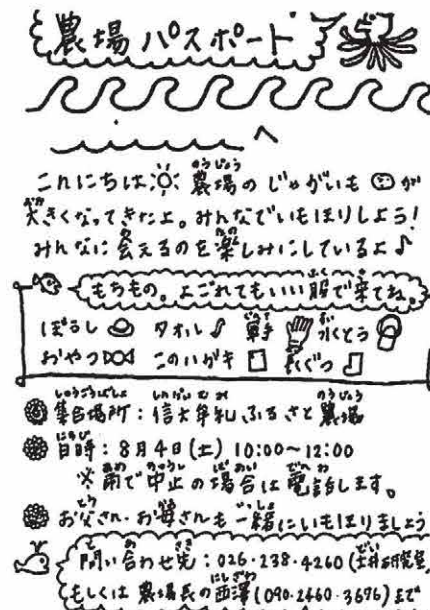 農場パスポート
へ
こんにちは 農場の じゃがいも が
大きくなってきたよ。みんなでいもほりしよう!
みんなに会えるのを楽しみにしているよ♪
もちもの。よごれてもいい服で来てね。
ぼうし タオル 軍手 水とう
おやつ このハガキ 長ぐつ
集合場所:信大 ふるさと農場
日時:8月4日(土) 10:00~12:00
※雨で中止の場合は電話します。
お父さん・お母さんも一緒にいもほりましょう
問い合わせ先:026・238・4260(土井研究室)
もしくは 農場長の西澤(090・2460・3696)まで